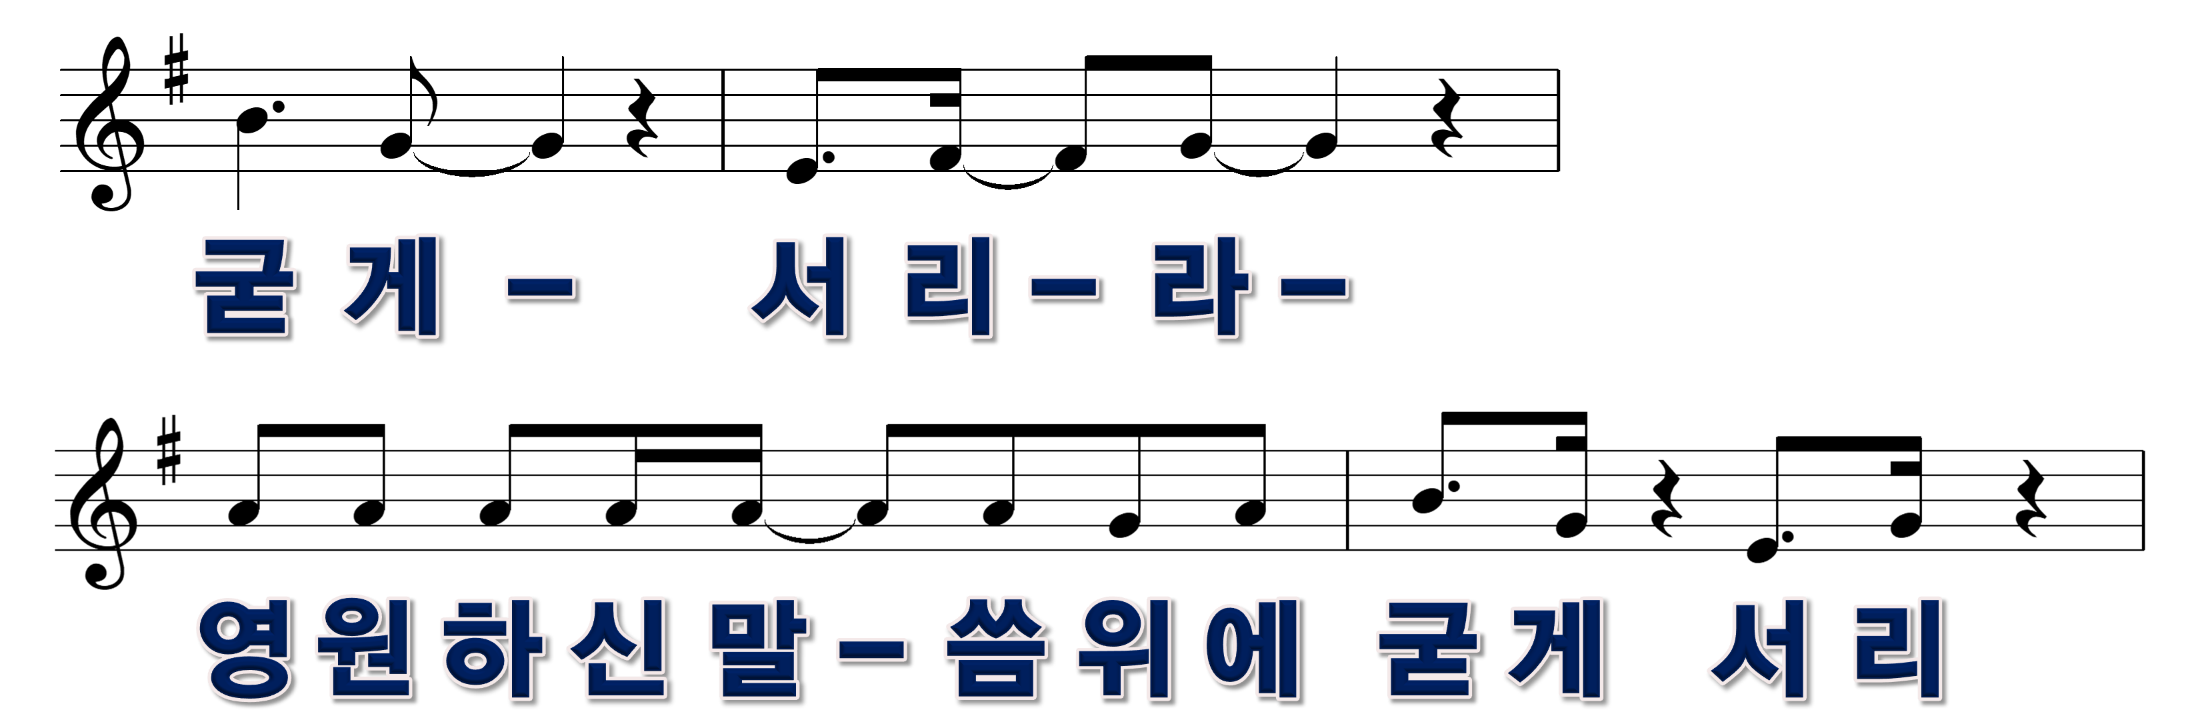 굳 게 - 서 리 - 라 -
영 원 하 신 말 - 씀 위 에 굳 게 서 리